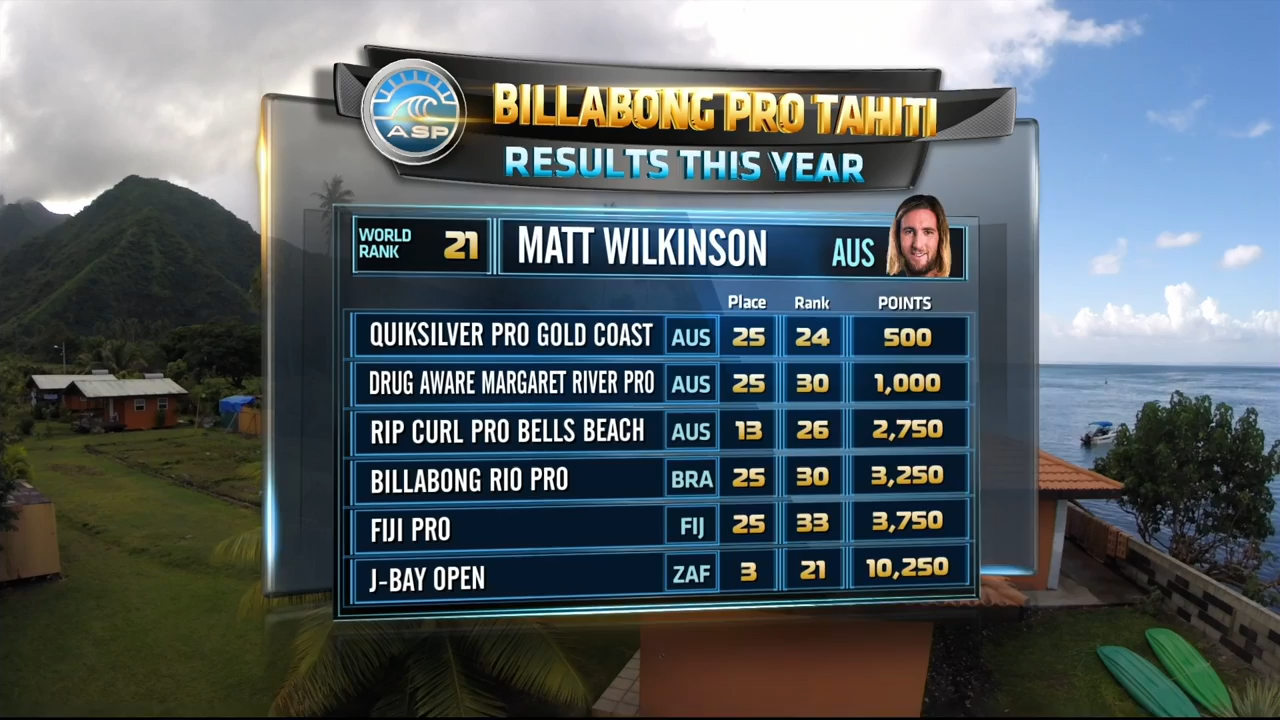 ASP
BILLABONG PRO TAHITI
RESULTS THIS YEAR
WORLD RANK 21 MATT WILKINSON AUS
Place Rank POINTS
QUIKSILVER PRO GOLD COAST AUS 25 24 500
DRUG AWARE MARGARET RIVER PRO AUS 25 30 1,000
RIP CURL PRO BELLS BEACH AUS 13 26 2,750
BILLABONG RIO PRO BRA 25 30 3,250
FIJI PRO FIJ 25 33 3,750
J-BAY OPEN ZAF 3 21 10,250